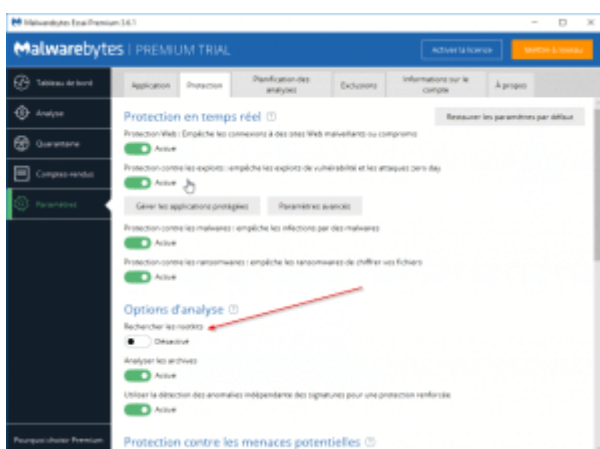 Malwarebytes Essai Premium 3.6.1
Malwarebytes | PREMIUM TRIAL
Activer la licence
Mettre à niveau
Tableau de bord
Analyse
Quarantaine
Comptes-rendus
Paramètres
Pourquoi choisir Premium
Application
Protection
Planification des
analyses
Exclusions
Informations sur le
compte
À propos
Protection en temps réel
Restaurer les paramètres par défaut
Protection Web : Empêche les connexions à des sites Web malveillants ou compromis
Activé
Protection contre les exploits : empêche les exploits de vulnérabilité et les attaques zero day
Activé
Gérer les applications protégées
Paramètres avancés
Protection contre les malwares : empêche les infections par des malwares
Activé
Protection contre les ransomwares : empêche les ransomwares de chiffrer vos fichiers
Activé
Options d'analyse
Rechercher les rootkits
Désactivé
Analyser les archives
Activé
Utiliser la détection des anomalies indépendante des signatures pour une protection renforcée
Activé
Protection contre les menaces potentielles